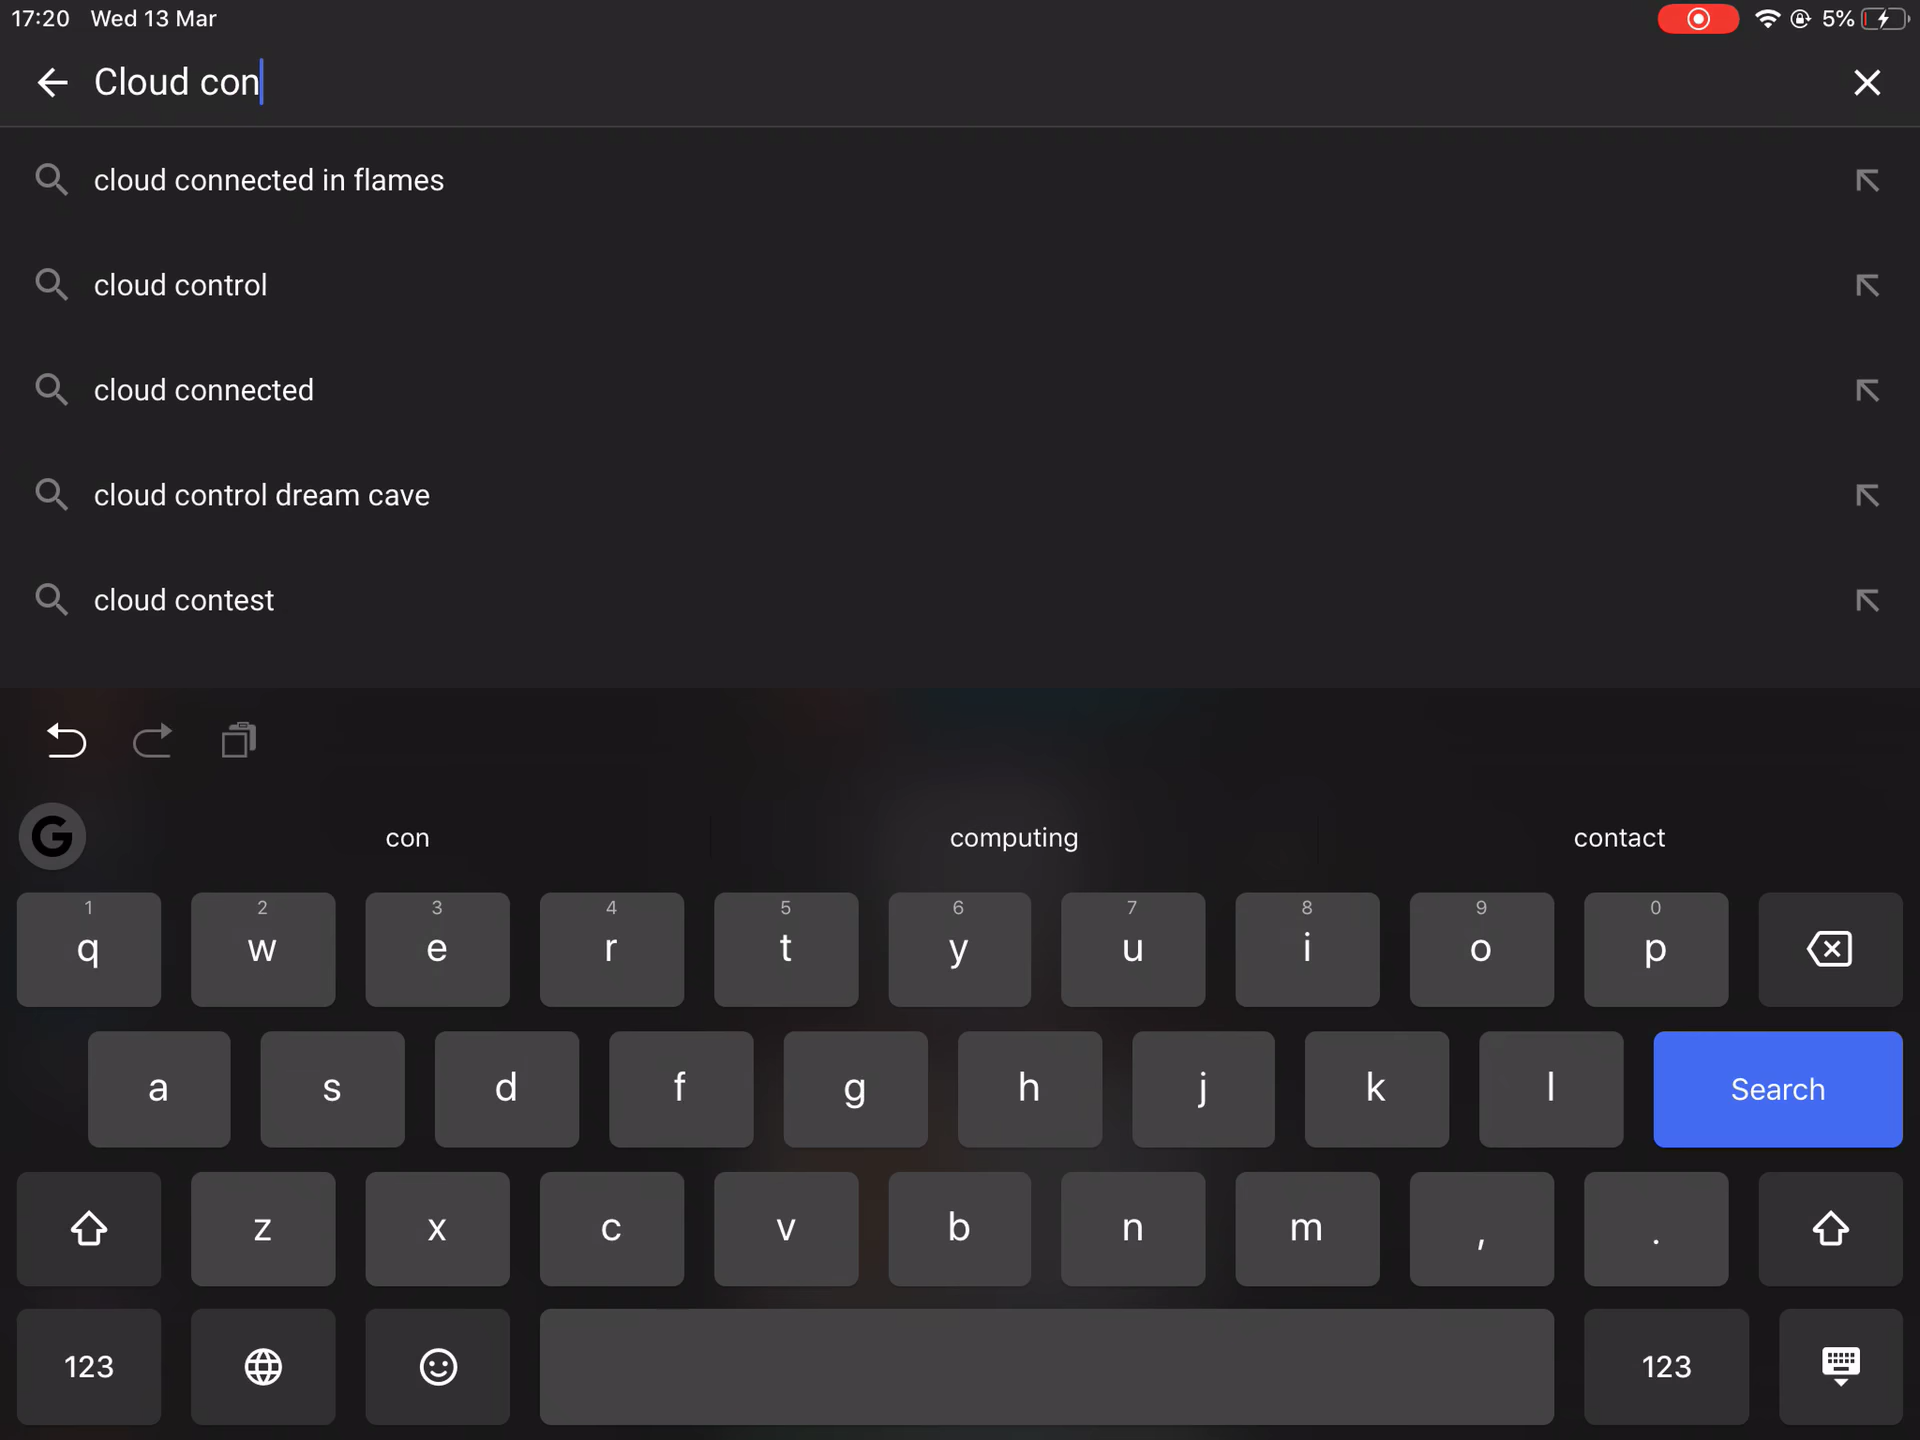 17:20 Wed 13 Mar 5%
Cloud con
cloud connected in flames
cloud control
cloud connected
cloud control dream cave
cloud contest
G con computing contact
1 2 3 4 5 6 7 8 9 0
q w e r t y u i o p
a s d f g h j k l Search
z x c v b n m , .
123 123